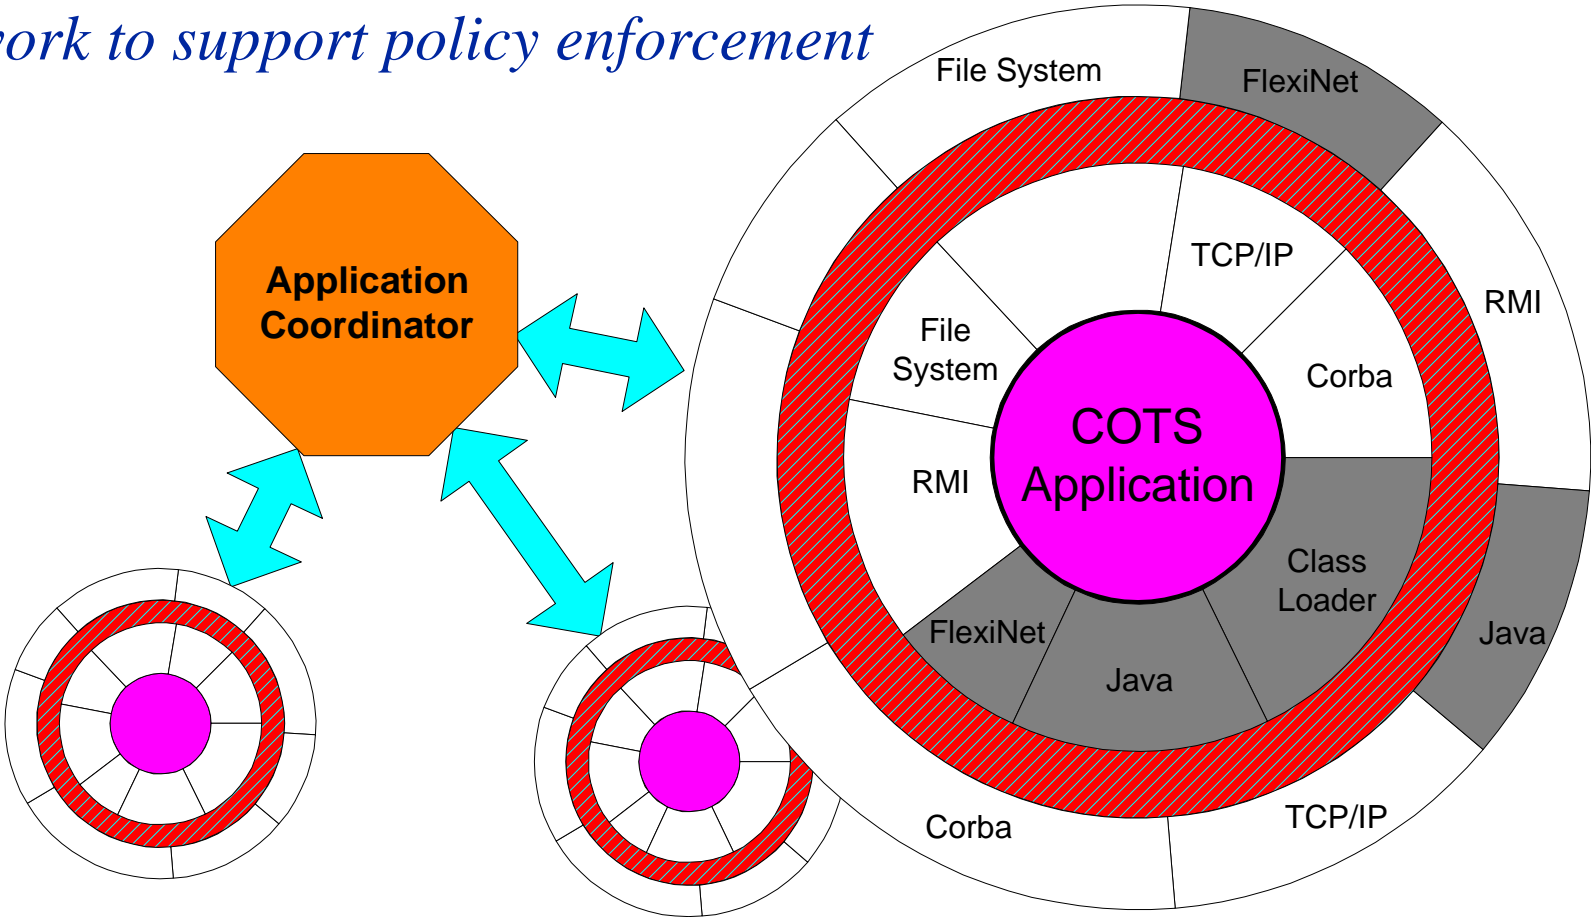 work to support policy enforcement
File System
FlexiNet
TCP/IP
Application
Coordinator
RMI
File
System
Corba
COTS
Application
RMI
Class
Loader
FlexiNet
Java
Java
Corba
TCP/IP